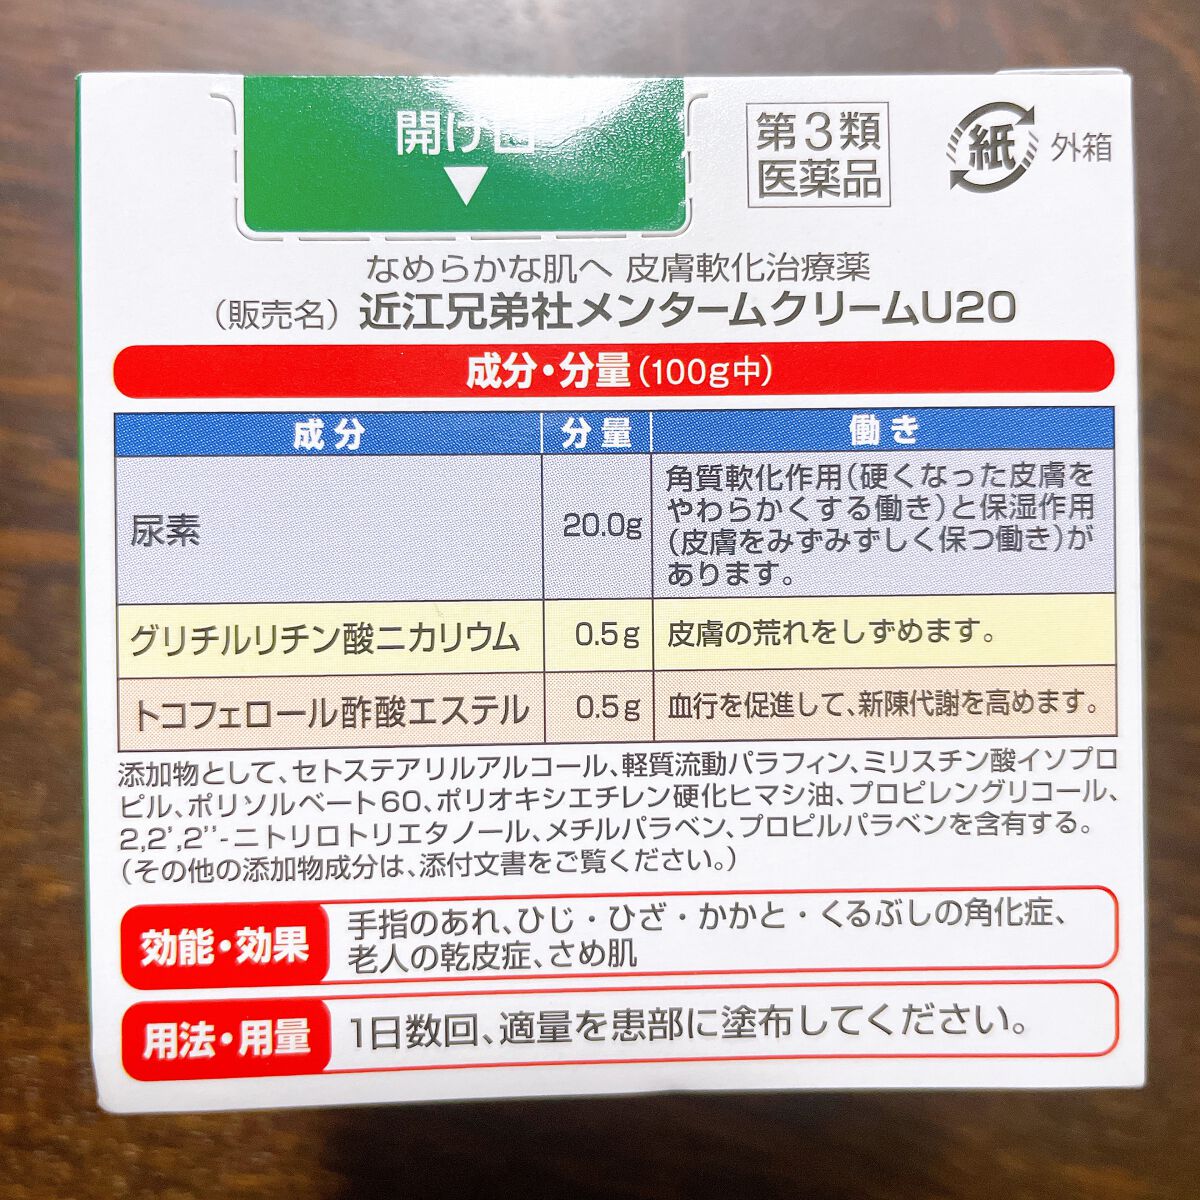 開け口
第3類
医薬品
紙
外箱
なめらかな肌へ 皮膚軟化治療薬
(販売名) 近江兄弟社メンタームクリームU20
成分・分量(100g中)
成分 分量 働き
尿素 20.0g 角質軟化作用(硬くなった皮膚を
やわらかくする働き)と保湿作用
(皮膚をみずみずしく保つ働き)が
あります。
グリチルリチン酸ニカリウム 0.5g 皮膚の荒れをしずめます。
トコフェロール酢酸エステル 0.5g 血行を促進して、新陳代謝を高めます。
添加物として、セトステアリルアルコール、軽質流動パラフィン、ミリスチン酸イソプロ
ピル、ポリソルベート60、ポリオキシエチレン硬化ヒマシ油、プロピレングリコール、
2,2',2''-ニトリロトリエタノール、メチルパラベン、プロピルパラベンを含有する。
(その他の添加物成分は、添付文書をご覧ください。)
効能・効果 手指のあれ、ひじ・ひざ・かかと・くるぶしの角化症、
老人の乾皮症、さめ肌
用法・用量 1日数回、適量を患部に塗布してください。